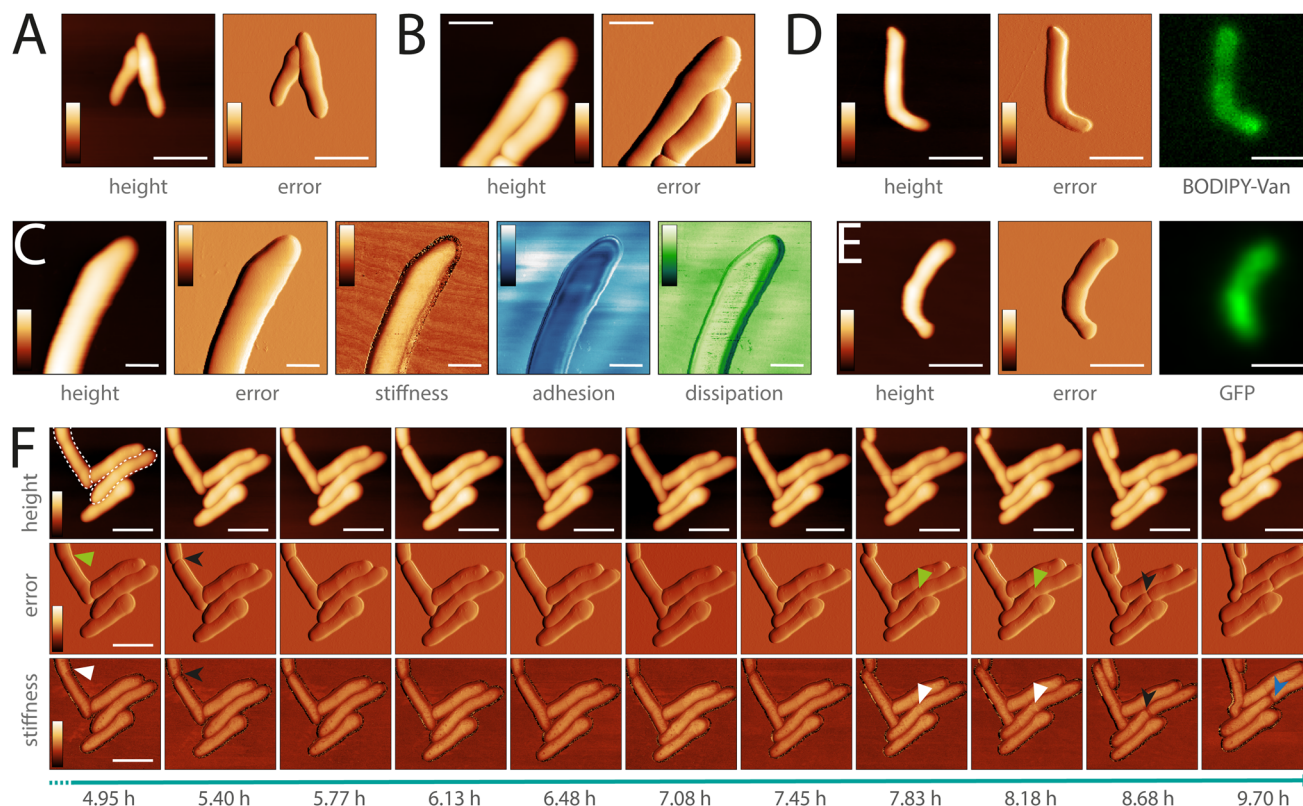 A
B
D
height
error
height
error
height
error
BODIPY-Van
C
E
height
error
stiffness
adhesion
dissipation
height
error
GFP
F
height
error
stiffness
4.95 h
5.40 h
5.77 h
6.13 h
6.48 h
7.08 h
7.45 h
7.83 h
8.18 h
8.68 h
9.70 h